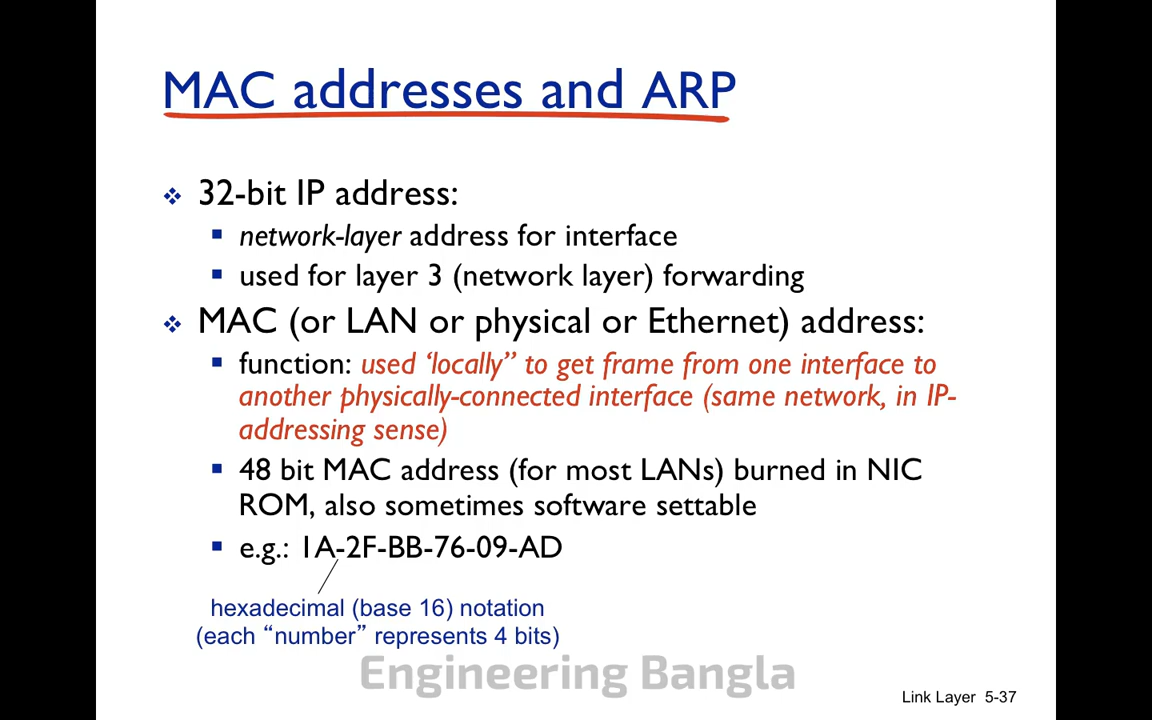 MAC addresses and ARP
❖ 32-bit IP address:
▪ network-layer address for interface
▪ used for layer 3 (network layer) forwarding
❖ MAC (or LAN or physical or Ethernet) address:
▪ function: used ‘locally” to get frame from one interface to
another physically-connected interface (same network, in IP-
addressing sense)
▪ 48 bit MAC address (for most LANs) burned in NIC
ROM, also sometimes software settable
▪ e.g.: 1A-2F-BB-76-09-AD
hexadecimal (base 16) notation
(each “number” represents 4 bits)
Engineering Bangla
Link Layer 5-37